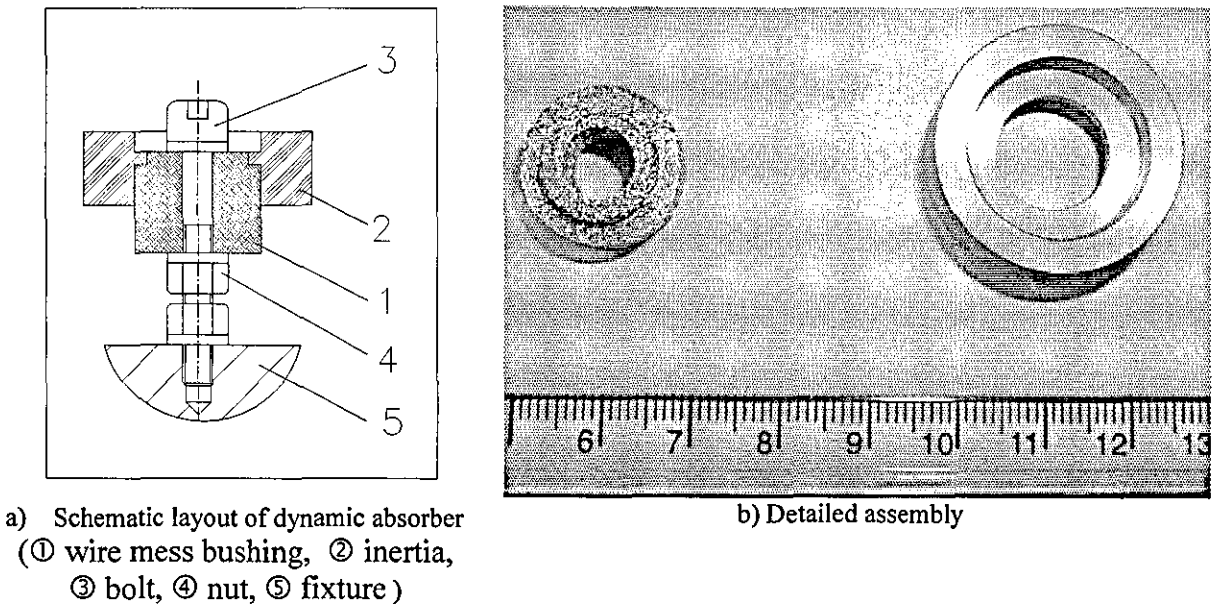 3
2
1
4
5
6 7 8 9 10 11 12 13
a) Schematic layout of dynamic absorber
(① wire mess bushing, ② inertia,
③ bolt, ④ nut, ⑤ fixture)
b) Detailed assembly